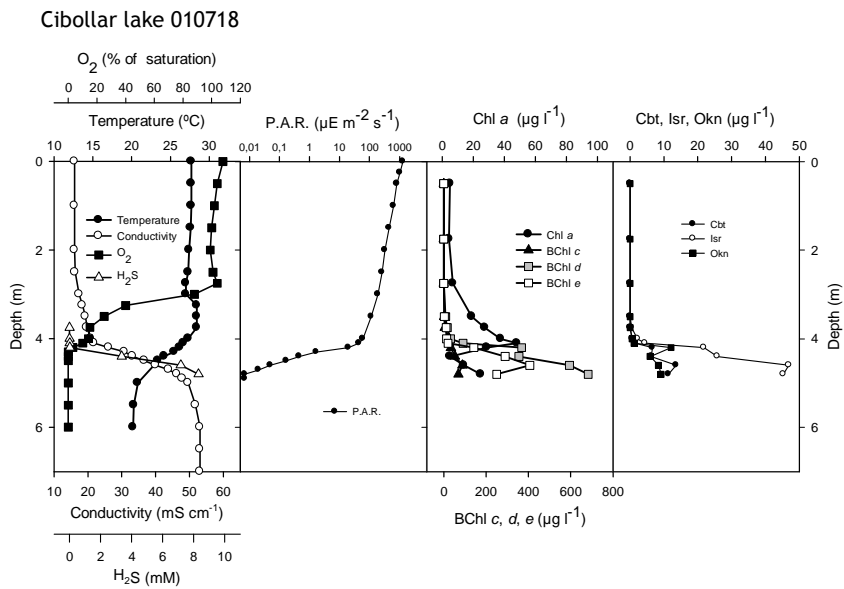 Cibollar lake 010718
O2 (% of saturation)
0 20 40 60 80 100 120
Temperature (ºC)
10 15 20 25 30
P.A.R. (µE m-2 s-1)
0,01 0,1 1 10 100 1000
Chl a (µg l-1)
0 20 40 60 80 100
Cbt, Isr, Okn (µg l-1)
0 10 20 30 40 50
Depth (m)
0
2
4
6
Temperature
Conductivity
O2
H2S
P.A.R.
Chl a
BChl c
BChl d
BChl e
Cbt
Isr
Okn
0
2
4
6
Depth (m)
10 20 30 40 50 60
Conductivity (mS cm-1)
0 2 4 6 8 10
H2S (mM)
0 200 400 600 800
BChl c, d, e (µg l-1)